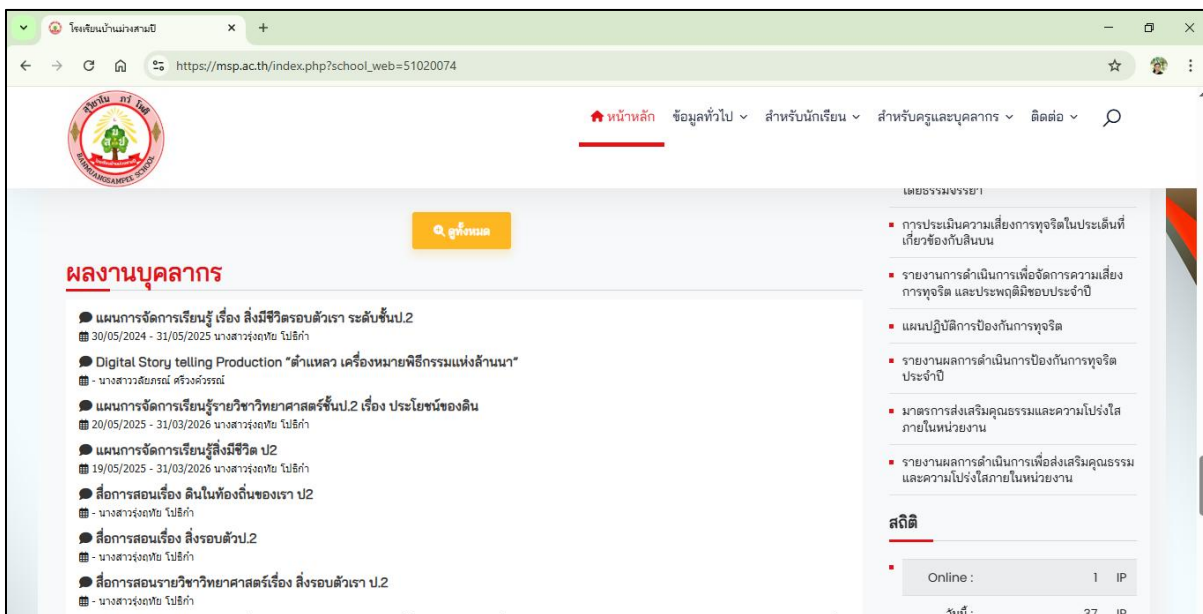 โรงเรียนบ้านม่วงสามปี
https://msp.ac.th/index.php?school_web=51020074
สุวิชาโน ภวํ โหติ
BANMUANGSAMPEE SCHOOL
หน้าหลัก ข้อมูลทั่วไป สำหรับนักเรียน สำหรับครูและบุคลากร ติดต่อ
ดูทั้งหมด
ผลงานบุคลากร
แผนการจัดการเรียนรู้ เรื่อง สิ่งมีชีวิตรอบตัวเรา ระดับชั้นป.2
30/05/2024 - 31/05/2025 นางสาวรุ่งฤทัย โปธิกำ
Digital Story telling Production “ตำแหลว เครื่องหมายพิธีกรรมแห่งล้านนา“
- นางสาววลัยภรณ์ ศรีวงค์วรรณ์
แผนการจัดการเรียนรู้รายวิชาวิทยาศาสตร์ชั้นป.2 เรื่อง ประโยชน์ของดิน
20/05/2025 - 31/03/2026 นางสาวรุ่งฤทัย โปธิกำ
แผนการจัดการเรียนรู้สิ่งมีชีวิต ป2
19/05/2025 - 31/03/2026 นางสาวรุ่งฤทัย โปธิกำ
สื่อการสอนเรื่อง ดินในท้องถิ่นของเรา ป2
- นางสาวรุ่งฤทัย โปธิกำ
สื่อการสอนเรื่อง สิ่งรอบตัวป.2
- นางสาวรุ่งฤทัย โปธิกำ
สื่อการสอนรายวิชาวิทยาศาสตร์เรื่อง สิ่งรอบตัวเรา ป.2
- นางสาวรุ่งฤทัย โปธิกำ
โดยธรรมจรรยา
การประเมินความเสี่ยงการทุจริตในประเด็นที่
เกี่ยวข้องกับสินบน
รายงานการดำเนินการเพื่อจัดการความเสี่ยง
การทุจริต และประพฤติมิชอบประจำปี
แผนปฏิบัติการป้องกันการทุจริต
รายงานผลการดำเนินการป้องกันการทุจริต
ประจำปี
มาตรการส่งเสริมคุณธรรมและความโปร่งใส
ภายในหน่วยงาน
รายงานผลการดำเนินการเพื่อส่งเสริมคุณธรรม
และความโปร่งใสภายในหน่วยงาน
สถิติ
Online : 1 IP
วันนี้ : 37 IP